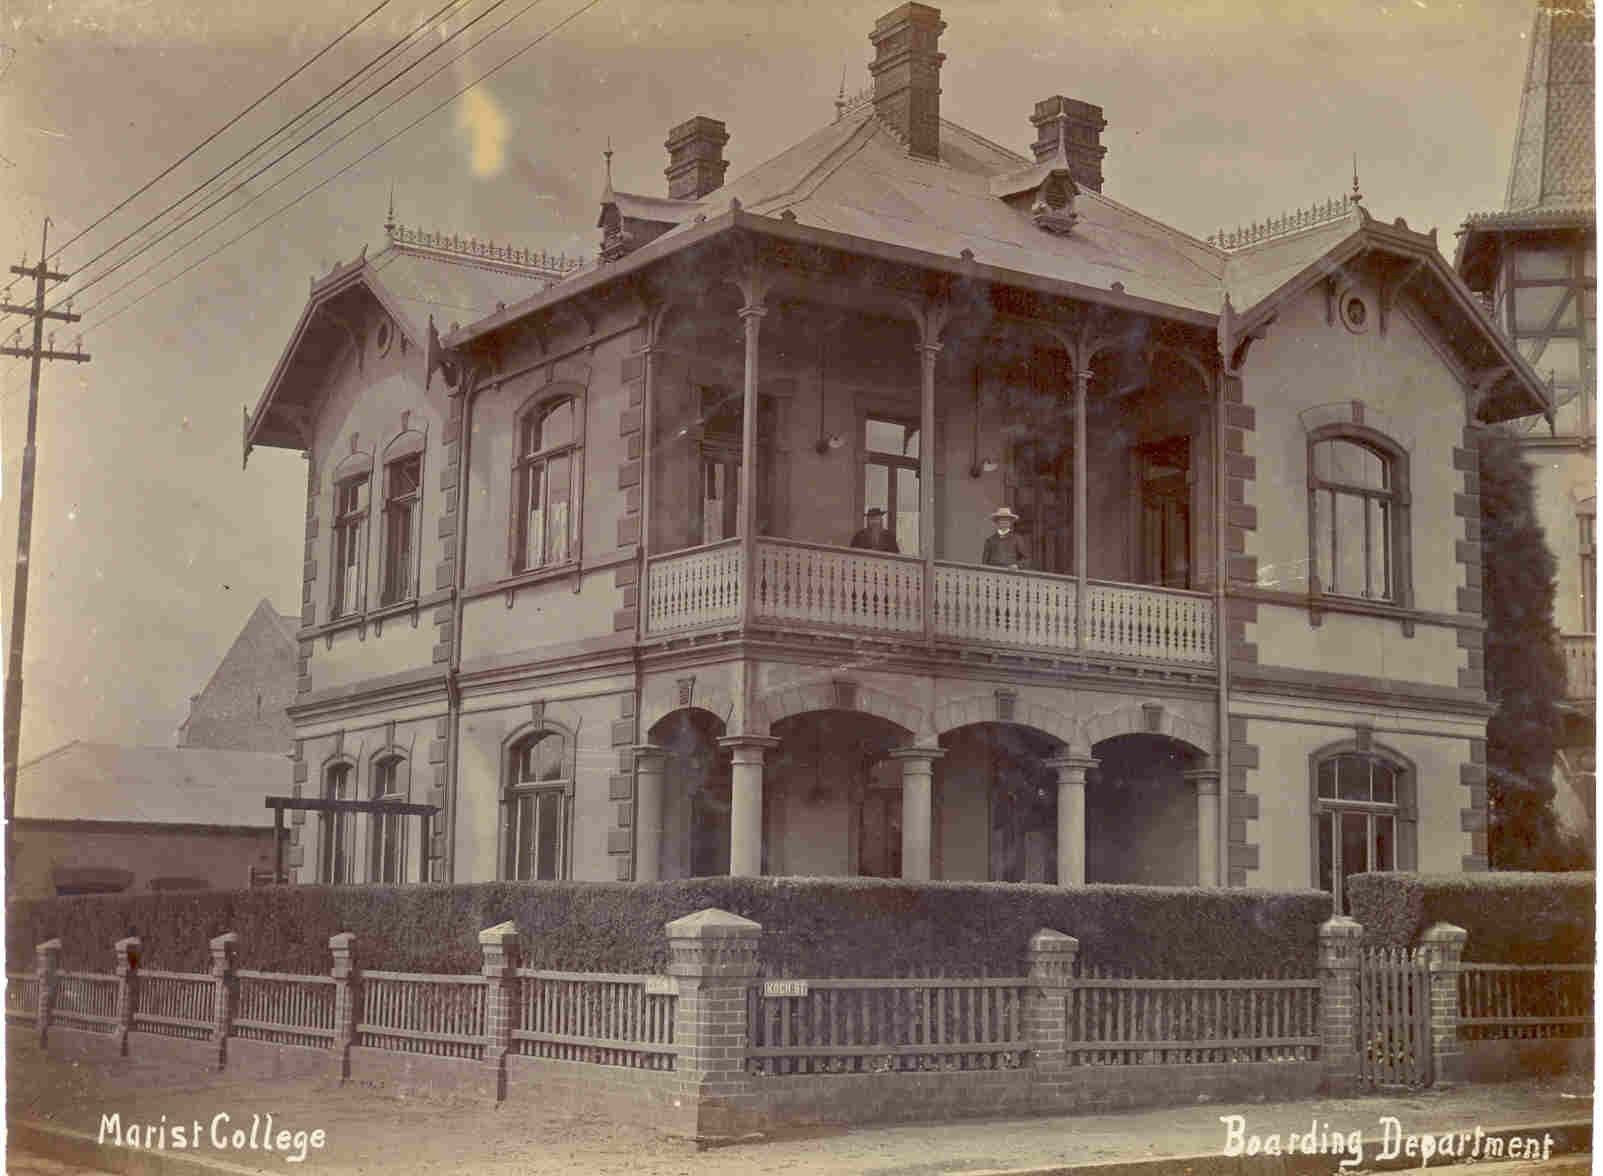 KOCH. ST
Marist College
Boarding Department